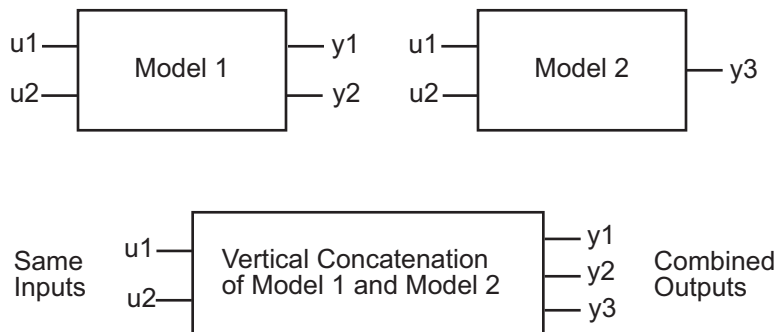 u1
u2
Model 1
y1
y2
u1
u2
Model 2
y3
Same
Inputs
u1
u2
Vertical Concatenation
of Model 1 and Model 2
y1
y2
y3
Combined
Outputs